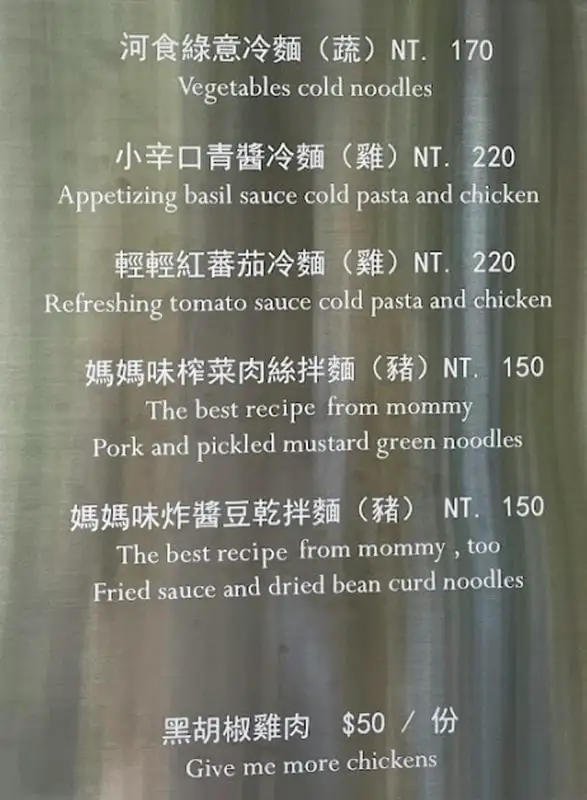 河食綠意冷麵（蔬）NT. 170
Vegetables cold noodles
小辛口青醬冷麵（雞）NT. 220
Appetizing basil sauce cold pasta and chicken
輕輕紅蕃茄冷麵（雞）NT. 220
Refreshing tomato sauce cold pasta and chicken
媽媽味榨菜肉絲拌麵（豬）NT. 150
The best recipe from mommy
Pork and pickled mustard green noodles
媽媽味炸醬豆乾拌麵（豬） NT. 150
The best recipe from mommy , too
Fried sauce and dried bean curd noodles
黑胡椒雞肉 $50 / 份
Give me more chickens